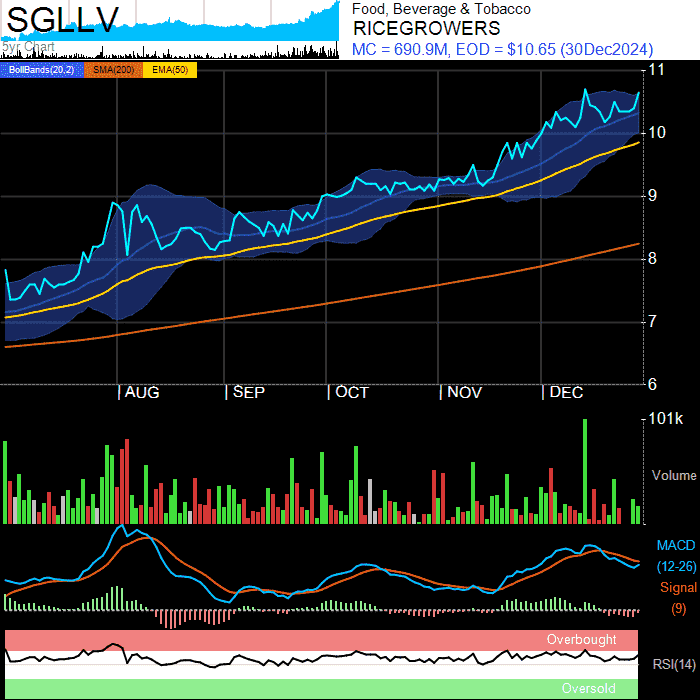 SGLLV
5yr Chart
Food, Beverage & Tobacco
RICEGROWERS
MC = 690.9M, EOD = $10.65 (30Dec2024)
BollBands(20,2) SMA(200) EMA(50)
11
10
9
8
7
6
AUG SEP OCT NOV DEC
101k
Volume
MACD
(12-26)
Signal
(9)
Overbought
RSI(14)
Oversold